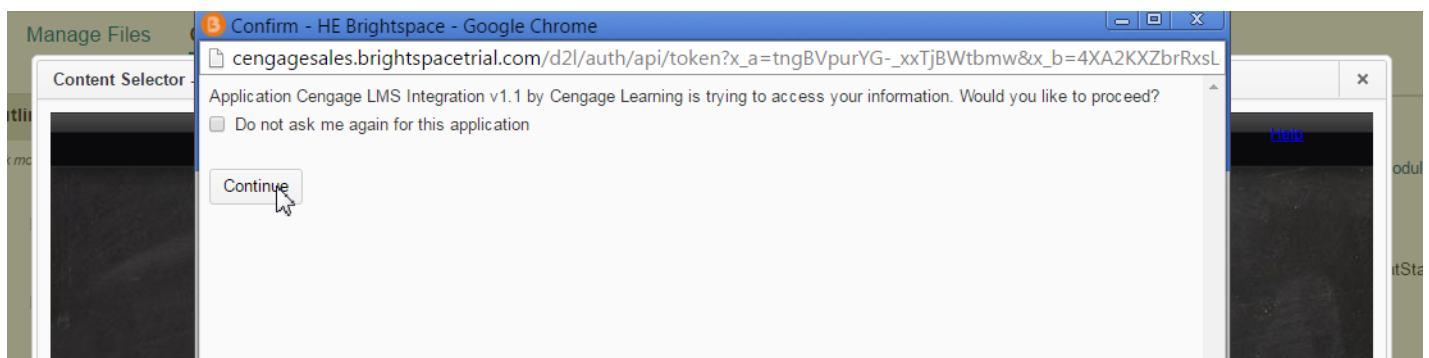 Confirm - HE Brightspace - Google Chrome
Manage Files
cengagesales.brightspacetrial.com/d2l/auth/api/token?x_a=tngBVpurYG-_xxTjBWtbmw&x_b=4XA2KXZbrRxsL
Content Selector -
Application Cengage LMS Integration v1.1 by Cengage Learning is trying to access your information. Would you like to proceed?
Do not ask me again for this application
Help
Continue